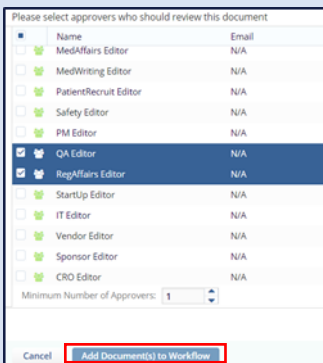 Please select approvers who should review this document
Name Email
MedAffairs Editor N/A
MedWriting Editor N/A
PatientRecruit Editor N/A
Safety Editor N/A
PM Editor N/A
QA Editor N/A
RegAffairs Editor N/A
StartUp Editor N/A
IT Editor N/A
Vendor Editor N/A
Sponsor Editor N/A
CRO Editor N/A
Minimum Number of Approvers: 1
Cancel Add Document(s) to Workflow